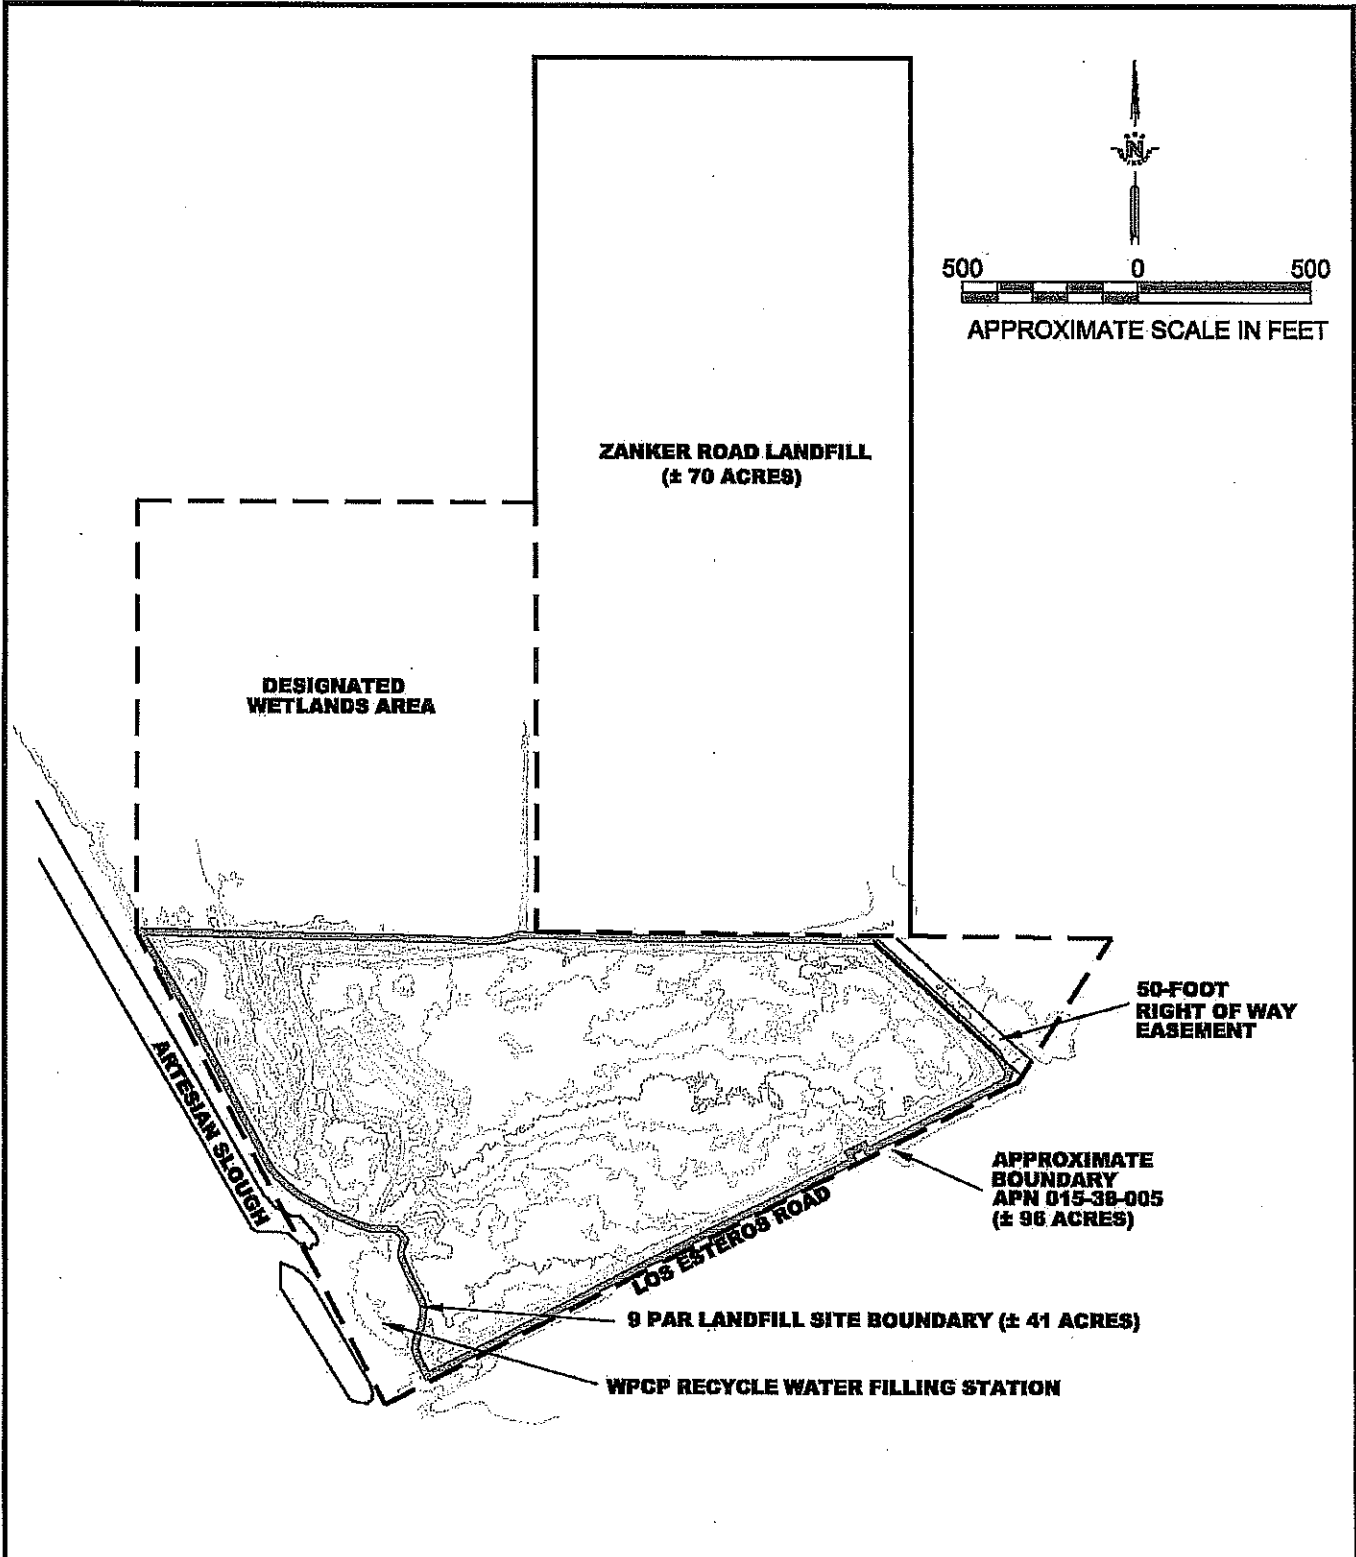 N
500 0 500
APPROXIMATE SCALE IN FEET
ZANKER ROAD LANDFILL
(± 70 ACRES)
DESIGNATED
WETLANDS AREA
50-FOOT
RIGHT OF WAY
EASEMENT
ARTESIAN SLOUGH
APPROXIMATE
BOUNDARY
APN 015-38-005
(± 96 ACRES)
LOS ESTEROS ROAD
9 PAR LANDFILL SITE BOUNDARY (± 41 ACRES)
WPCP RECYCLE WATER FILLING STATION